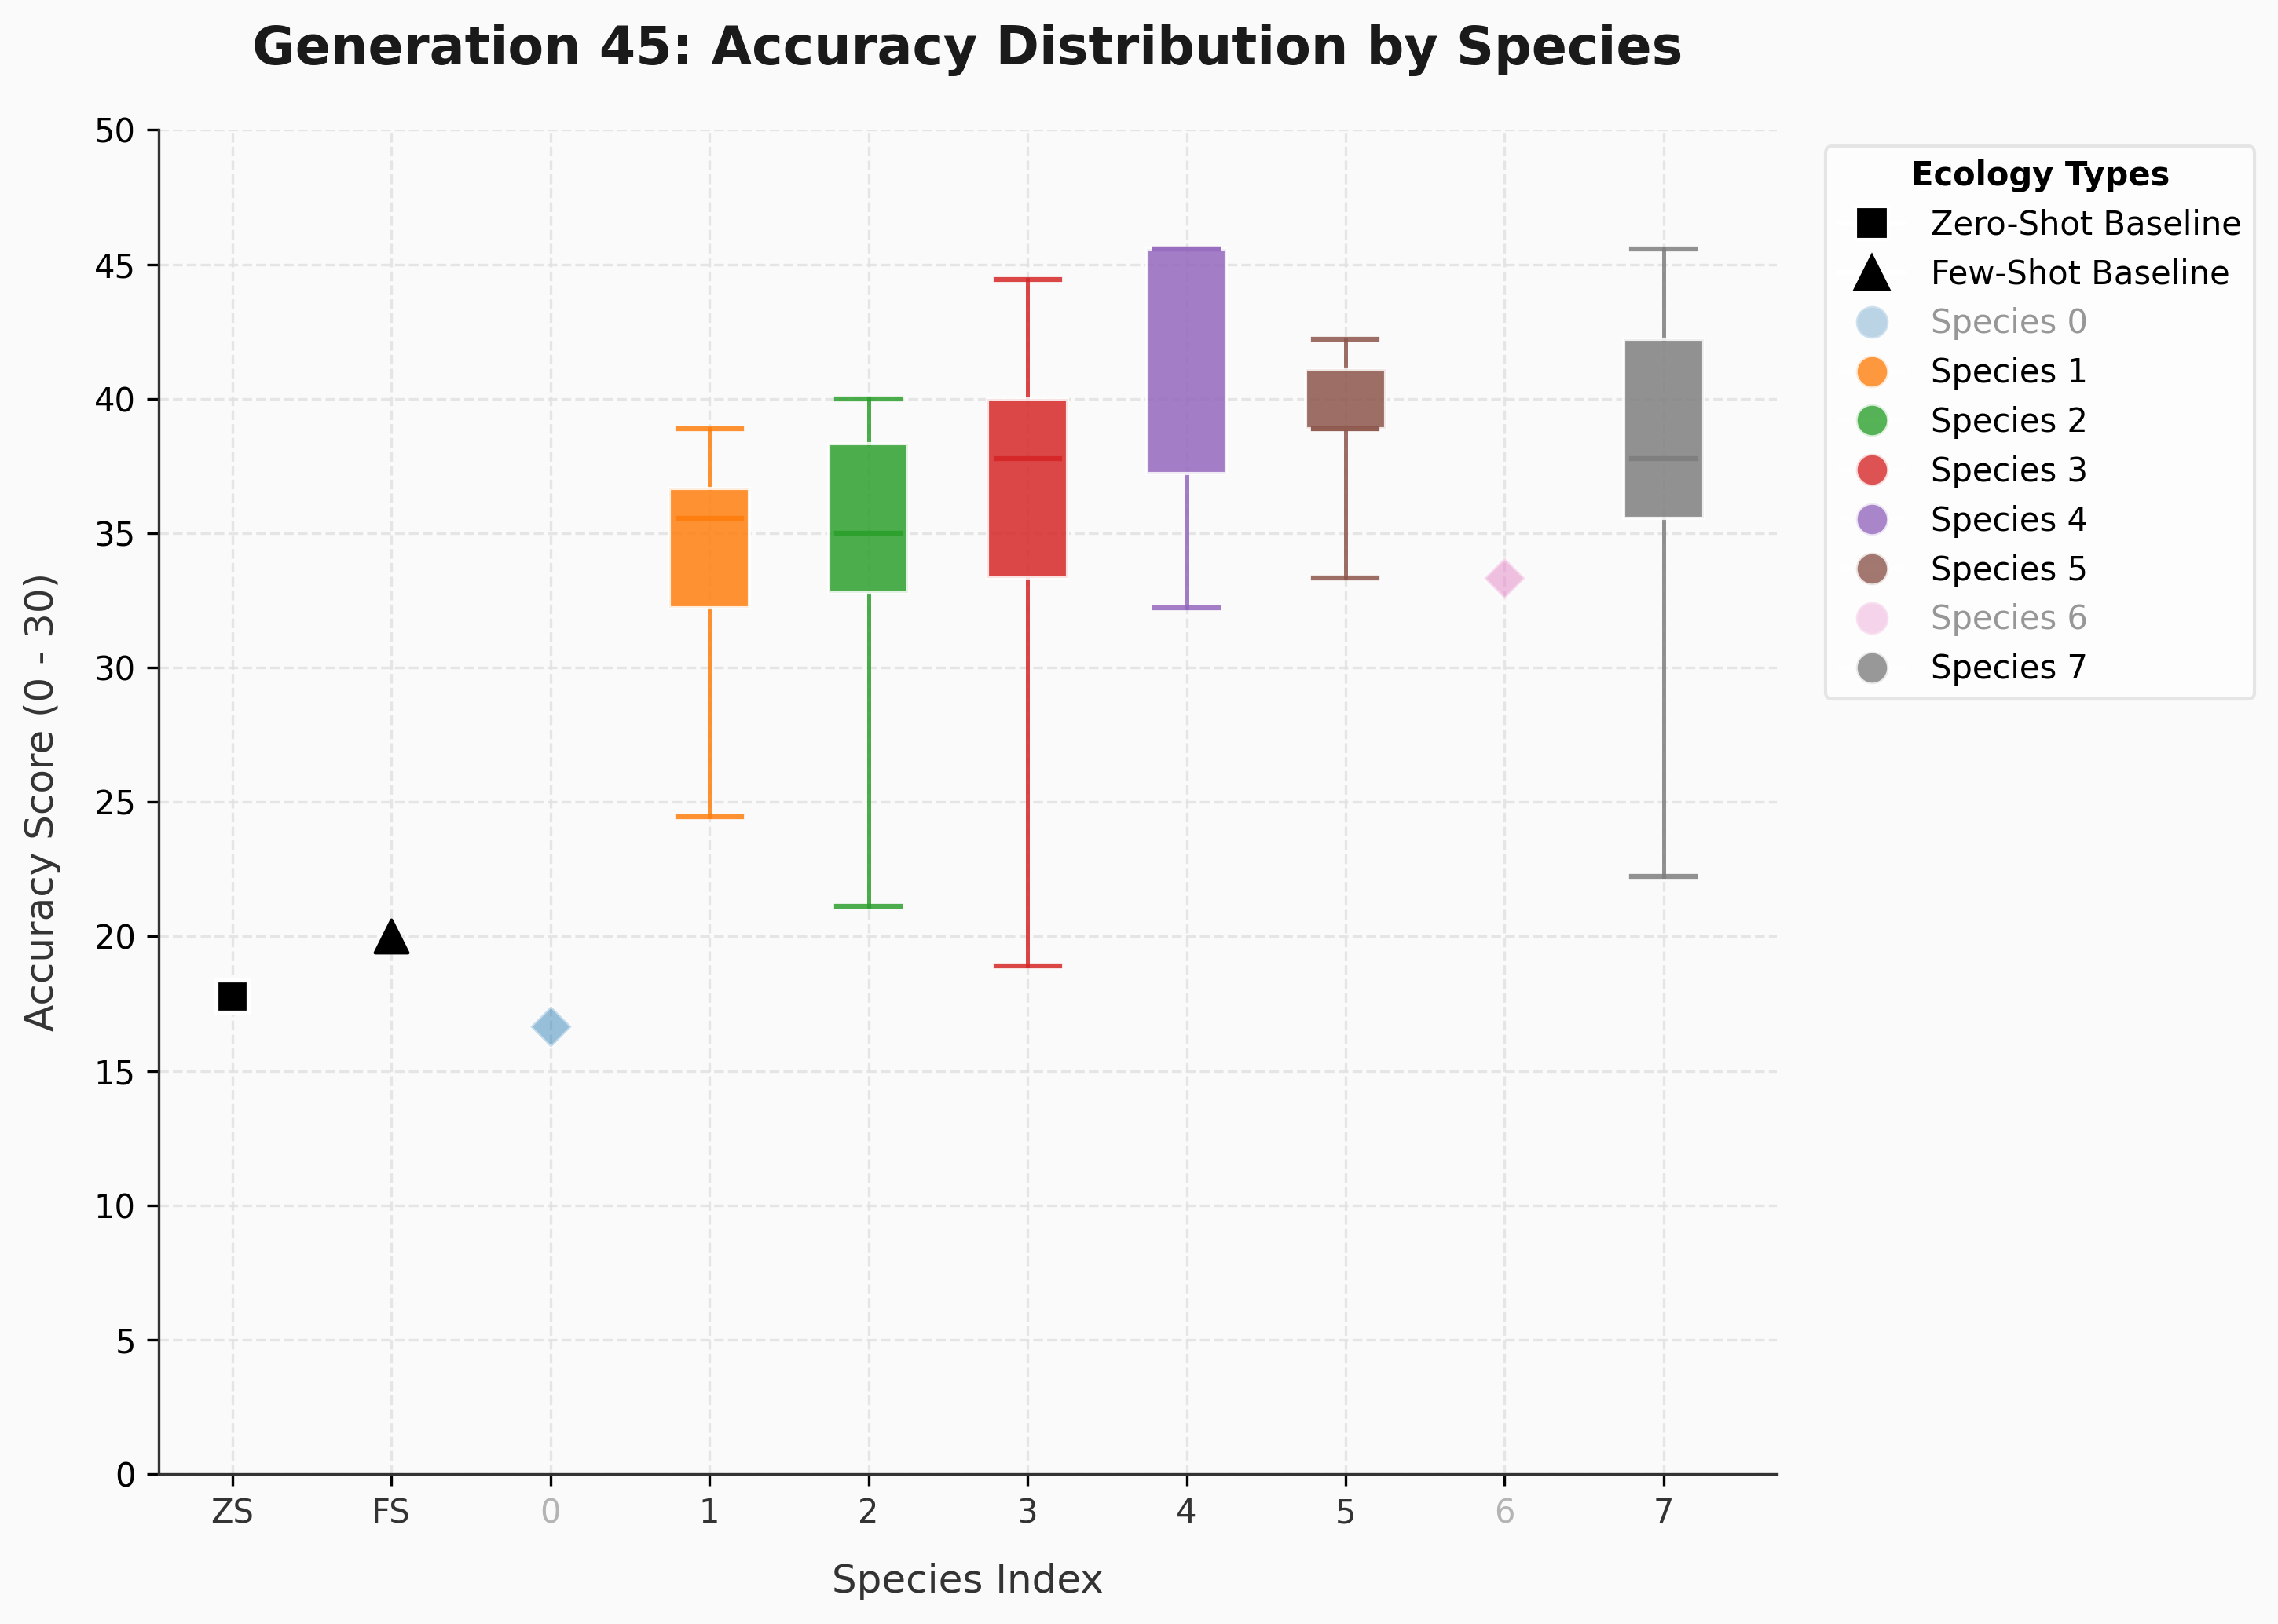 Generation 45: Accuracy Distribution by Species
Accuracy Score (0 - 30)
50
45
40
35
30
25
20
15
10
5
0
ZS
FS
0
1
2
3
4
5
6
7
Species Index
Ecology Types
Zero-Shot Baseline
Few-Shot Baseline
Species 0
Species 1
Species 2
Species 3
Species 4
Species 5
Species 6
Species 7